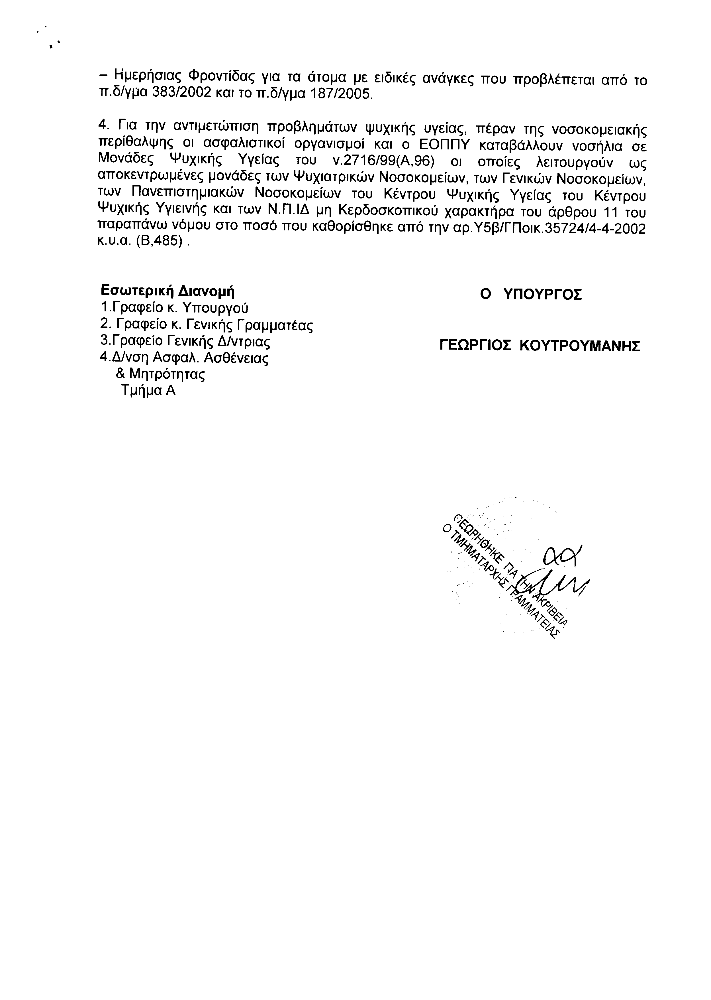 – Ημερήσιας Φροντίδας για τα άτομα με ειδικές ανάγκες που προβλέπεται από το
π.δ/γμα 383/2002 και το π.δ/γμα 187/2005.
4. Για την αντιμετώπιση προβλημάτων ψυχικής υγείας, πέραν της νοσοκομειακής
περίθαλψης οι ασφαλιστικοί οργανισμοί και ο ΕΟΠΠΥ καταβάλλουν νοσήλια σε
Μονάδες Ψυχικής Υγείας του ν.2716/99(Α,96) οι οποίες λειτουργούν ως
αποκεντρωμένες μονάδες των Ψυχιατρικών Νοσοκομείων, των Γενικών Νοσοκομείων,
των Πανεπιστημιακών Νοσοκομείων του Κέντρου Ψυχικής Υγείας του Κέντρου
Ψυχικής Υγιεινής και των Ν.Π.ΙΔ μη Κερδοσκοπικού χαρακτήρα του άρθρου 11 του
παραπάνω νόμου στο ποσό που καθορίσθηκε από την αρ.Υ5β/ΓΠοικ.35724/4-4-2002
κ.υ.α. (Β,485) .
Εσωτερική Διανομή
1.Γραφείο κ. Υπουργού
2. Γραφείο κ. Γενικής Γραμματέας
3.Γραφείο Γενικής Δ/ντριας
4.Δ/νση Ασφαλ. Ασθένειας
& Μητρότητας
Τμήμα Α
Ο ΥΠΟΥΡΓΟΣ
ΓΕΩΡΓΙΟΣ ΚΟΥΤΡΟΥΜΑΝΗΣ
ΘΕΩΡΗΘΗΚΕ ΓΙΑ ΤΗΝ ΑΚΡΙΒΕΙΑ
Ο ΤΜΗΜΑΤΑΡΧΗΣ ΓΡΑΜΜΑΤΕΙΑΣ